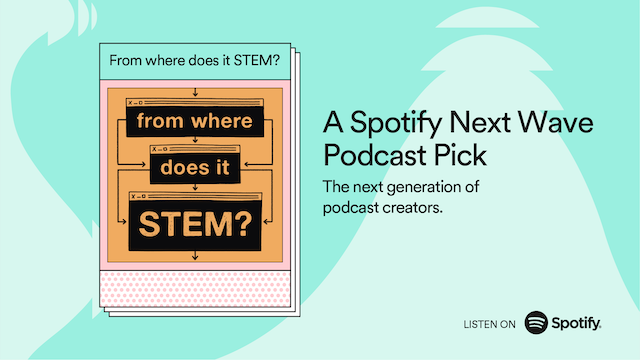 From where does it STEM?
from where
does it
STEM?
A Spotify Next Wave
Podcast Pick
The next generation of
podcast creators.
LISTEN ON Spotify